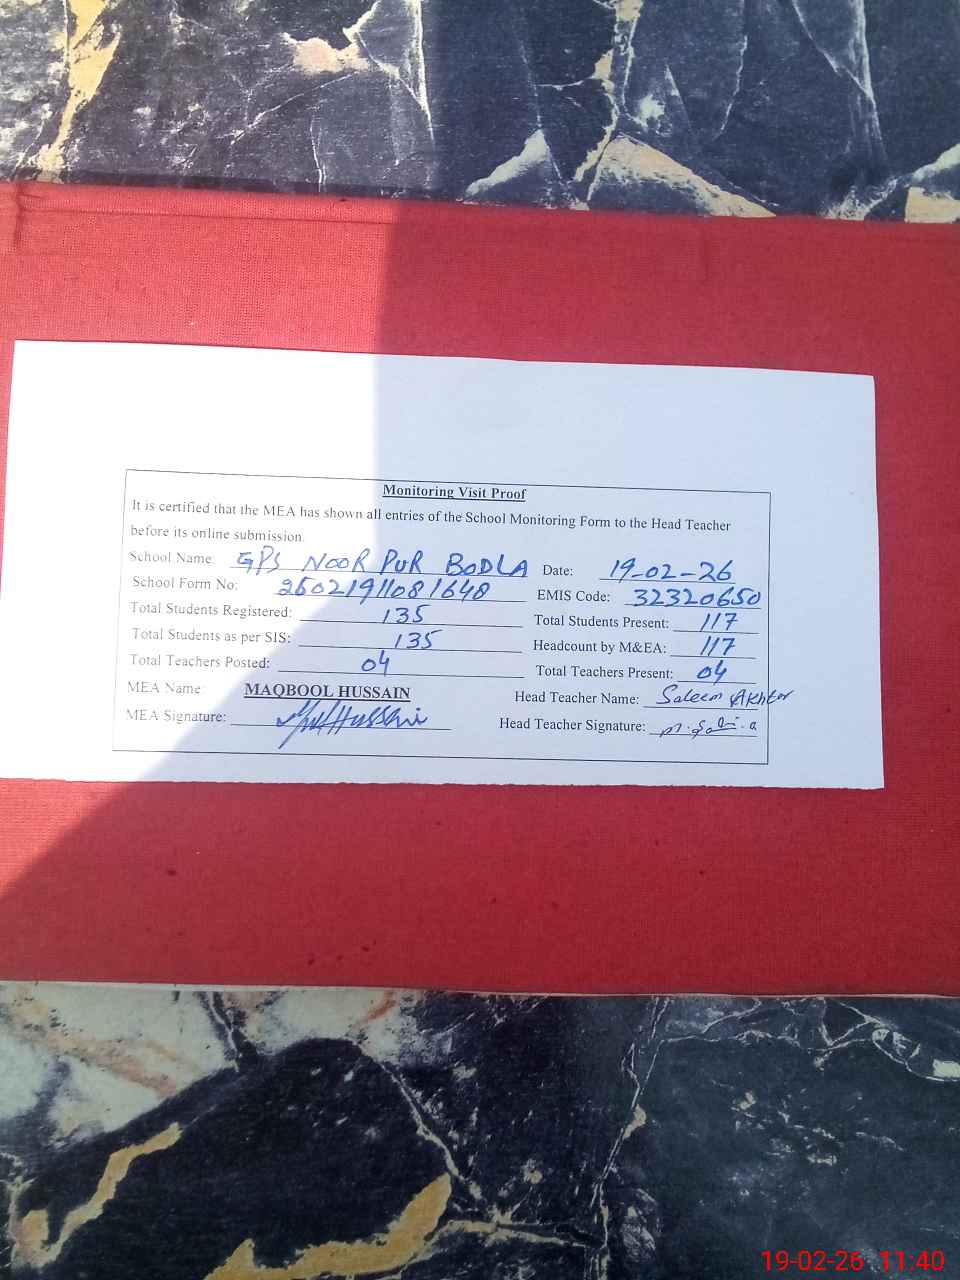 Monitoring Visit Proof
It is certified that the MEA has shown all entries of the School Monitoring Form to the Head Teacher
before its online submission.
School Name: GPS NOOR PUR BODLA Date: 19-02-26
School Form No: 26021911081648 EMIS Code: 32320650
Total Students Registered: 135 Total Students Present: 117
Total Students as per SIS: 135 Headcount by M&EA: 117
Total Teachers Posted: 04 Total Teachers Present: 04
MEA Name: MAQBOOL HUSSAIN Head Teacher Name: Saleem Akhtar
MEA Signature: Head Teacher Signature:
19-02-26 11:40